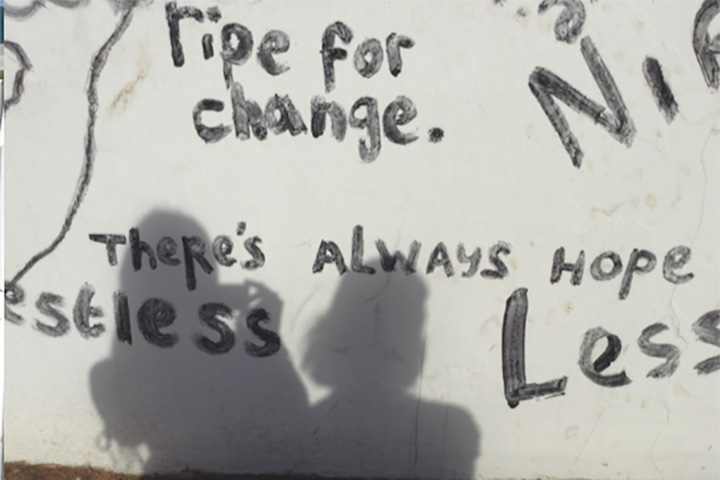 ripe for
change.
There's ALWAYS Hope
estless
Less